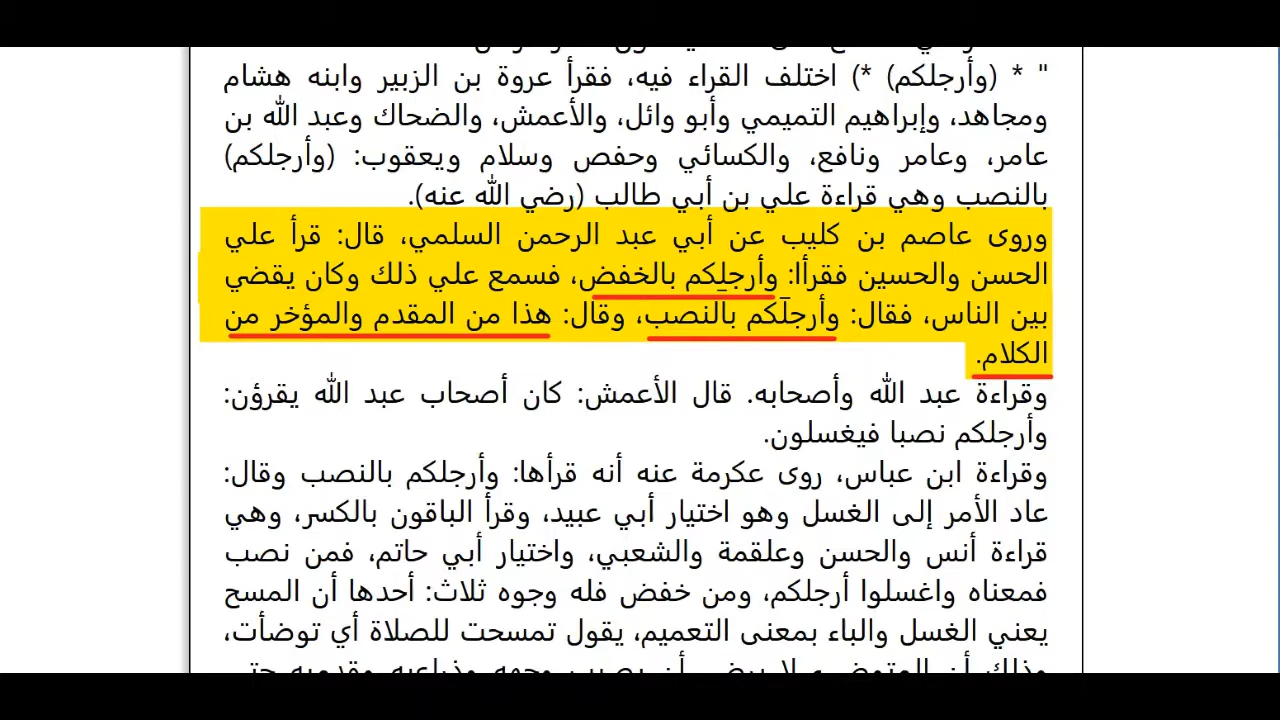 " * (وأرجلكم) *) اختلف القراء فيه، فقرأ عروة بن الزبير وابنه هشام
ومجاهد، وإبراهيم التميمي وأبو وائل، والأعمش، والضحاك وعبد الله بن
عامر، وعامر ونافع، والكسائي وحفص وسلام ويعقوب: (وأرجلكم)
بالنصب وهي قراءة علي بن أبي طالب (رضي الله عنه).
وروى عاصم بن كليب عن أبي عبد الرحمن السلمي، قال: قرأ علي
الحسن والحسين فقرأا: وأرجلِكم بالخفض، فسمع علي ذلك وكان يقضي
بين الناس، فقال: وأرجلَكم بالنصب، وقال: هذا من المقدم والمؤخر من
الكلام.
وقراءة عبد الله وأصحابه. قال الأعمش: كان أصحاب عبد الله يقرؤن:
وأرجلكم نصبا فيغسلون.
وقراءة ابن عباس، روى عكرمة عنه أنه قرأها: وأرجلكم بالنصب وقال:
عاد الأمر إلى الغسل وهو اختيار أبي عبيد، وقرأ الباقون بالكسر، وهي
قراءة أنس والحسن وعلقمة والشعبي، واختيار أبي حاتم، فمن نصب
فمعناه واغسلوا أرجلكم، ومن خفض فله وجوه ثلاث: أحدها أن المسح
يعني الغسل والباء بمعنى التعميم، يقول تمسحت للصلاة أي توضأت،